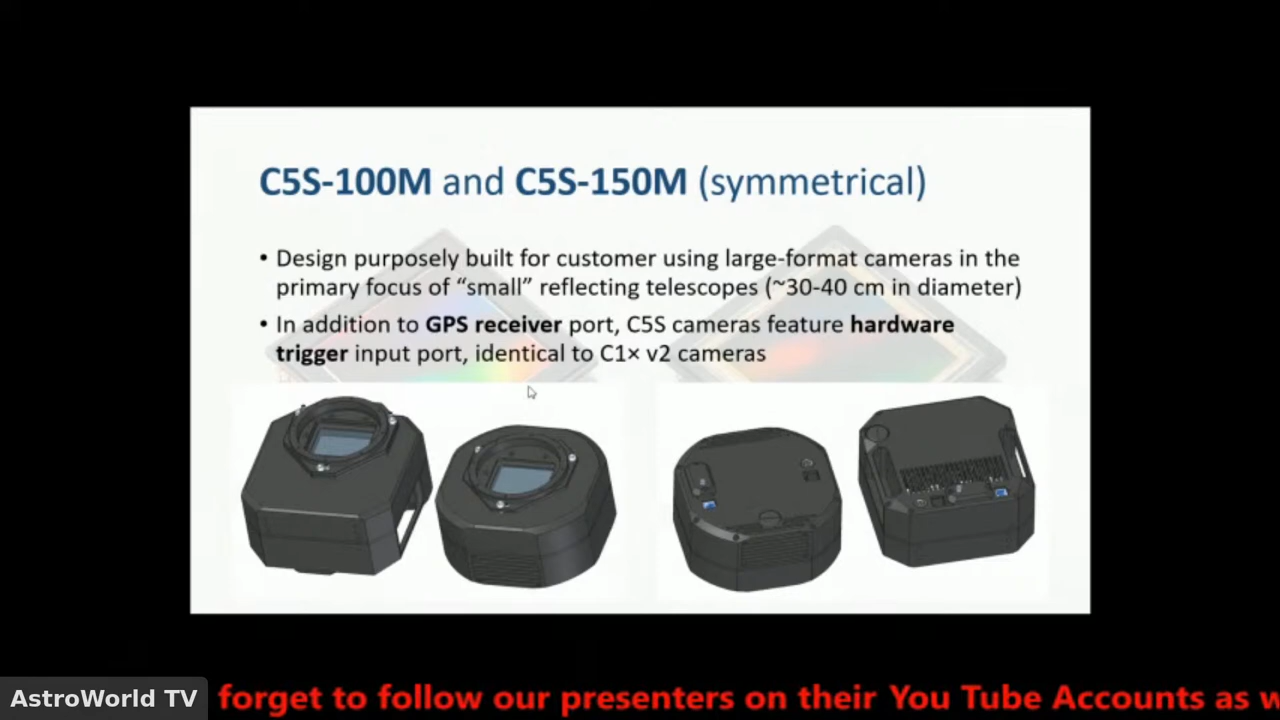 C5S-100M and C5S-150M (symmetrical)
• Design purposely built for customer using large-format cameras in the
primary focus of “small” reflecting telescopes (~30-40 cm in diameter)
• In addition to GPS receiver port, C5S cameras feature hardware
trigger input port, identical to C1× v2 cameras
AstroWorld TV
forget to follow our presenters on their You Tube Accounts as w